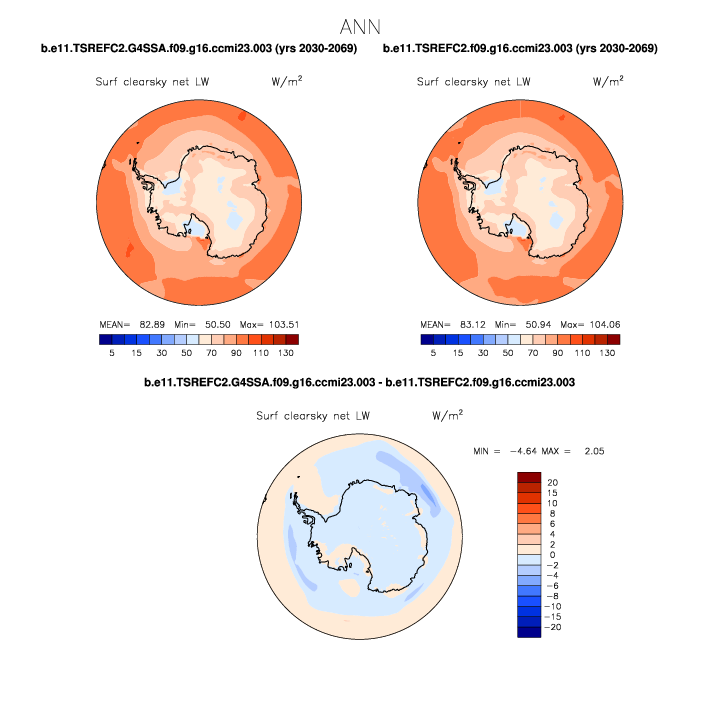 ANN
b.e11.TSREFC2.G4SSA.f09.g16.ccmi23.003 (yrs 2030-2069) b.e11.TSREFC2.f09.g16.ccmi23.003 (yrs 2030-2069)
Surf clearsky net LW W/m² Surf clearsky net LW W/m²
MEAN= 82.89 Min= 50.50 Max= 103.51 MEAN= 83.12 Min= 50.94 Max= 104.06
5 15 30 50 70 90 110 130 5 15 30 50 70 90 110 130
b.e11.TSREFC2.G4SSA.f09.g16.ccmi23.003 - b.e11.TSREFC2.f09.g16.ccmi23.003
Surf clearsky net LW W/m²
MIN = -4.64 MAX = 2.05
20
15
10
8
6
4
2
0
-2
-4
-6
-8
-10
-15
-20